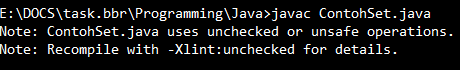 E:\DOCS\task.bbr\Programming\Java>javac ContohSet.java
Note: ContohSet.java uses unchecked or unsafe operations.
Note: Recompile with -Xlint:unchecked for details.